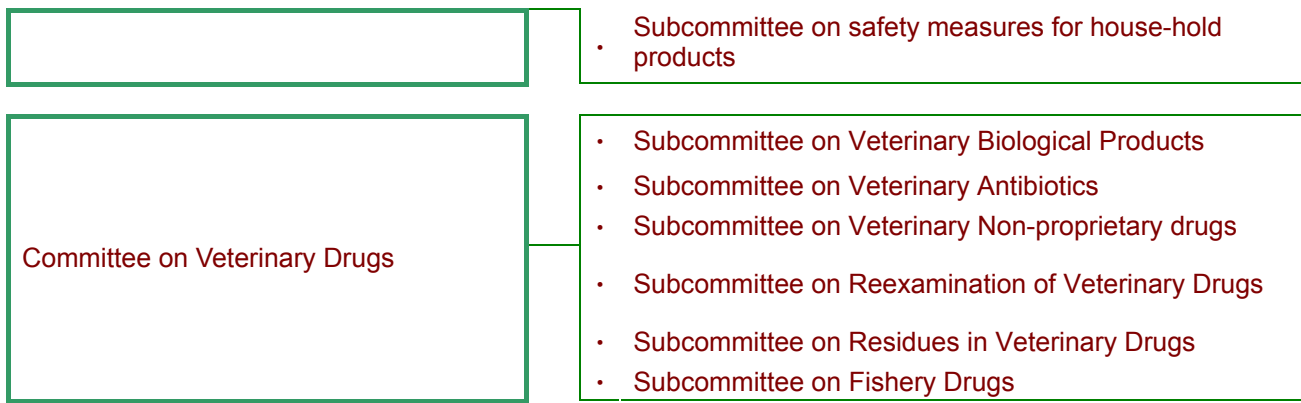 ・ Subcommittee on safety measures for house-hold
products
Committee on Veterinary Drugs
・ Subcommittee on Veterinary Biological Products
・ Subcommittee on Veterinary Antibiotics
・ Subcommittee on Veterinary Non-proprietary drugs
・ Subcommittee on Reexamination of Veterinary Drugs
・ Subcommittee on Residues in Veterinary Drugs
・ Subcommittee on Fishery Drugs